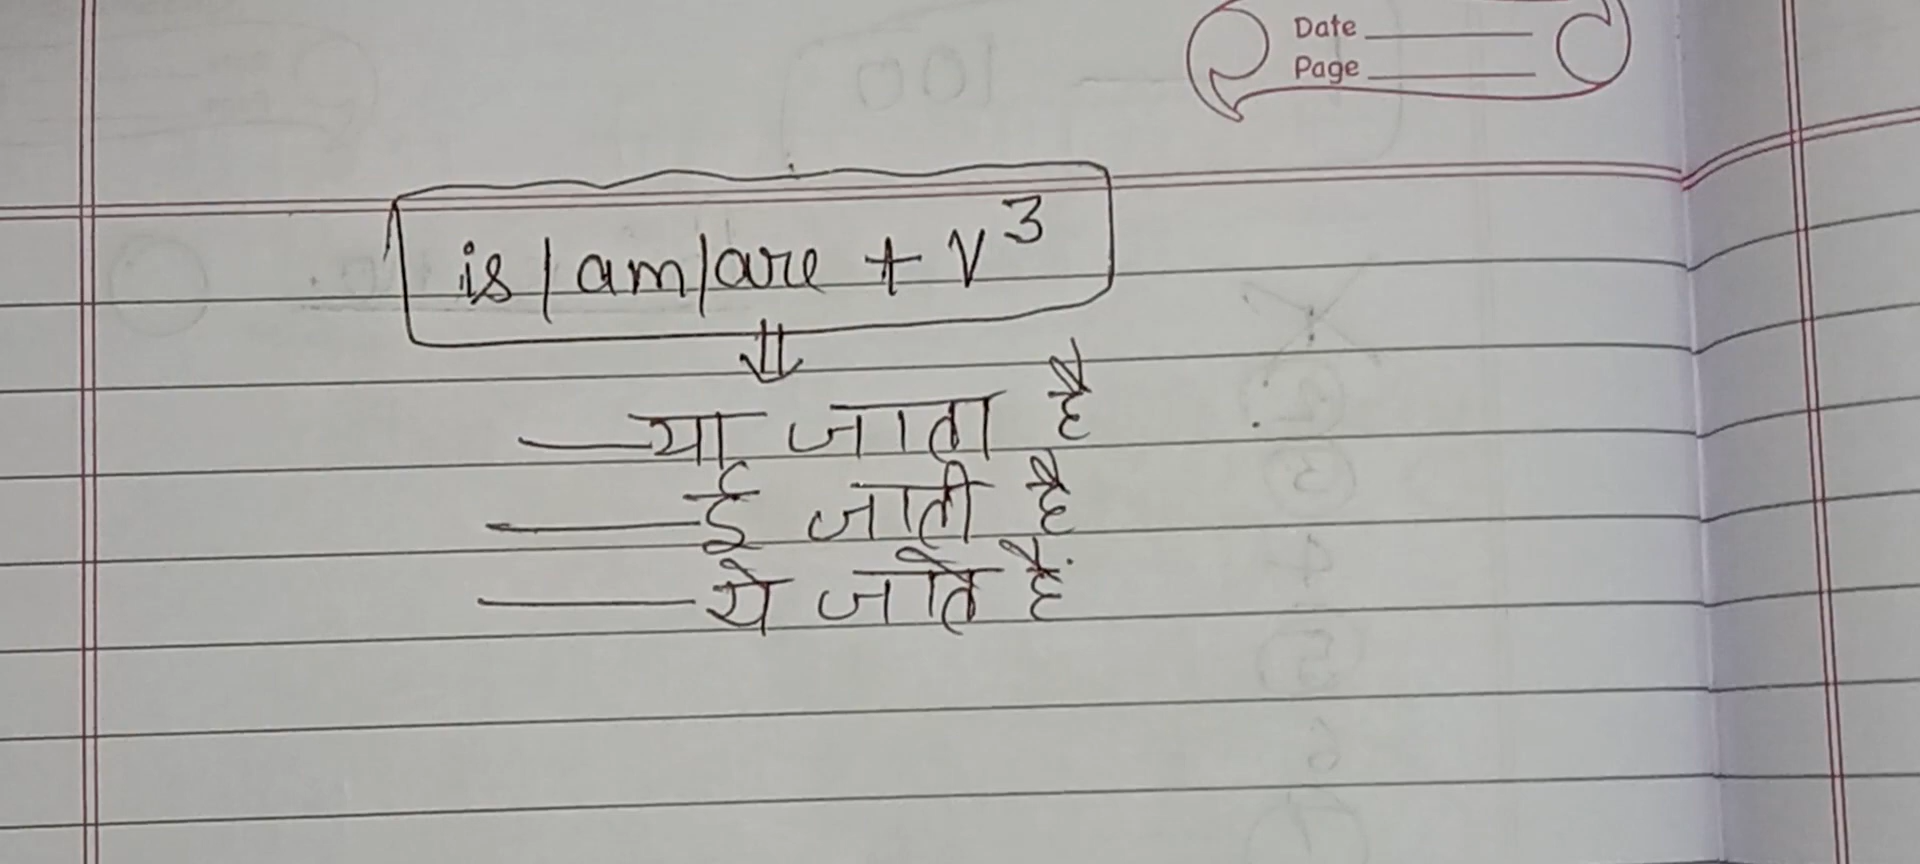 Date
Page
is / am / are + V³
⇓
——या जाता है
——ई जाती है
——ये जाते हैं